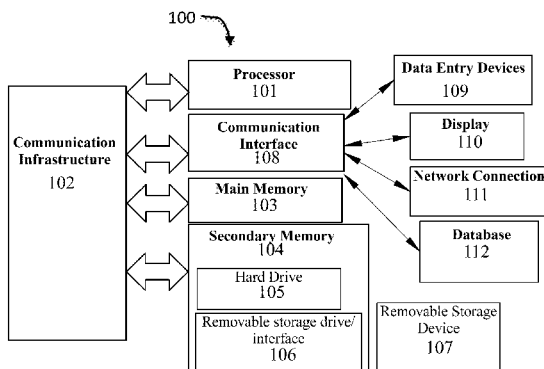 100
Communication
Infrastructure
102
Processor
101
Communication
Interface
108
Main Memory
103
Secondary Memory
104
Hard Drive
105
Removable storage drive/
interface
106
Data Entry Devices
109
Display
110
Network Connection
111
Database
112
Removable Storage
Device
107